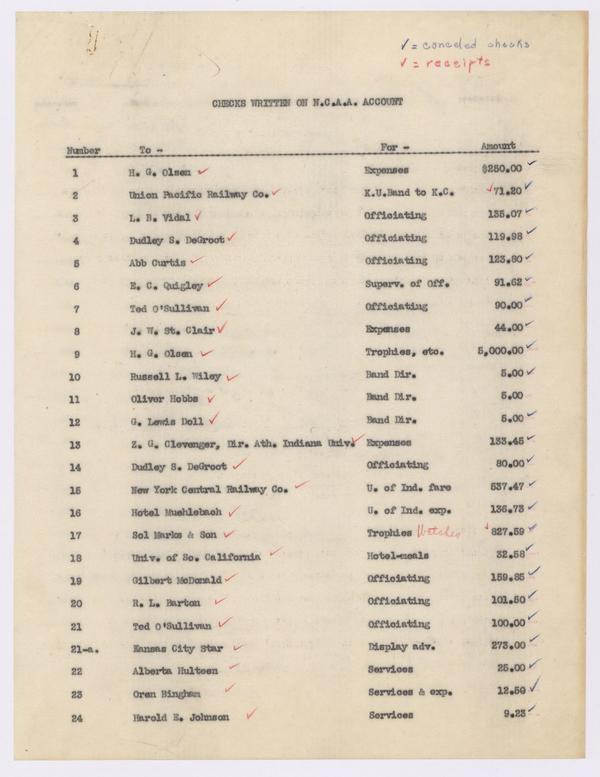 ✓ = canceled checks
✓ = receipts
CHECKS WRITTEN ON N.C.A.A. ACCOUNT
Number To - For - Amount
1 H. G. Olsen ✓ Expenses $250.00 ✓
2 Union Pacific Railway Co. ✓ K.U.Band to K.C. ✓71.20 ✓
3 L. B. Vidal ✓ Officiating 135.07 ✓
4 Dudley S. DeGroot ✓ Officiating 119.98 ✓
5 Abb Curtis ✓ Officiating 123.80 ✓
6 E. C. Quigley ✓ Superv. of Off. 91.62 ✓
7 Ted O'Sullivan ✓ Officiating 90.00 ✓
8 J. W. St. Clair ✓ Expenses 44.00 ✓
9 H. G. Olsen ✓ Trophies, etc. 5,000.00 ✓
10 Russell L. Wiley ✓ Band Dir. 5.00 ✓
11 Oliver Hobbs ✓ Band Dir. 5.00
12 G. Lewis Doll ✓ Band Dir. 5.00 ✓
13 Z. G. Clevenger, Dir. Ath. Indiana Univ. ✓ Expenses 133.45 ✓
14 Dudley S. DeGroot ✓ Officiating 80.00 ✓
15 New York Central Railway Co. ✓ U. of Ind. fare 537.47 ✓
16 Hotel Muehlebach ✓ U. of Ind. exp. 136.73 ✓
17 Sol Marks & Son ✓ Trophies Watches ✓827.59 ✓
18 Univ. of So. California ✓ Hotel-meals 32.58 ✓
19 Gilbert McDonald ✓ Officiating 159.85 ✓
20 R. L. Barton ✓ Officiating 101.50 ✓
21 Ted O'Sullivan ✓ Officiating 100.00 ✓
21-a. Kansas City Star ✓ Display adv. 273.00 ✓
22 Alberta Hulteen ✓ Services 25.00 ✓
23 Oren Bingham ✓ Services & exp. 12.50 ✓
24 Harold E. Johnson ✓ Services 9.23 ✓